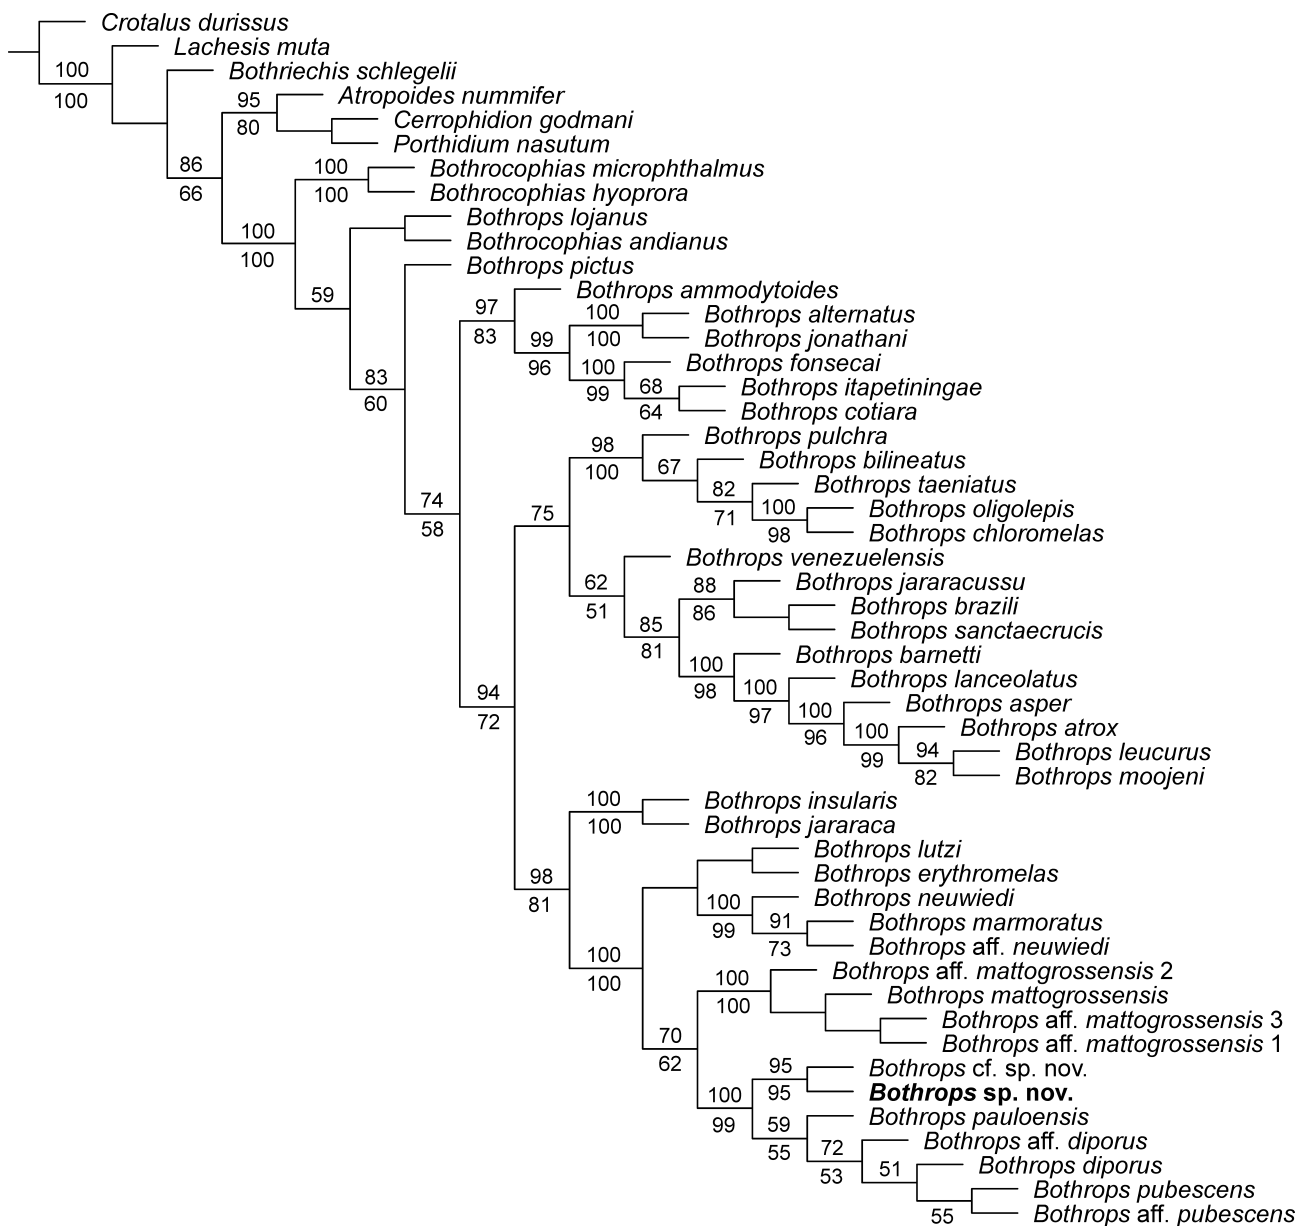 Crotalus durissus
Lachesis muta
100
100
Bothriechis schlegelii
Atropoides nummifer
95
80
Cerrophidion godmani
Porthidium nasutum
86
66
Bothrocophias microphthalmus
100
100
Bothrocophias hyoprora
100
100
Bothrops lojanus
Bothrocophias andianus
59
Bothrops pictus
83
60
Bothrops ammodytoides
97
83
Bothrops alternatus
100
100
Bothrops jonathani
99
96
Bothrops fonsecai
100
99
Bothrops itapetiningae
68
64
Bothrops cotiara
74
58
Bothrops pulchra
98
100
Bothrops bilineatus
67
Bothrops taeniatus
82
71
Bothrops oligolepis
100
98
Bothrops chloromelas
75
Bothrops venezuelensis
62
51
Bothrops jararacussu
88
86
Bothrops brazili
Bothrops sanctaecrucis
85
81
Bothrops barnetti
100
98
Bothrops lanceolatus
100
97
Bothrops asper
100
96
Bothrops atrox
100
99
Bothrops leucurus
94
82
Bothrops moojeni
94
72
Bothrops insularis
100
100
Bothrops jararaca
98
81
Bothrops lutzi
Bothrops erythromelas
Bothrops neuwiedi
100
99
Bothrops marmoratus
91
73
Bothrops aff. neuwiedi
100
100
Bothrops aff. mattogrossensis 2
100
100
Bothrops mattogrossensis
Bothrops aff. mattogrossensis 3
Bothrops aff. mattogrossensis 1
70
62
Bothrops cf. sp. nov.
95
95
Bothrops sp. nov.
100
99
Bothrops pauloensis
59
55
Bothrops aff. diporus
72
53
Bothrops diporus
51
Bothrops pubescens
55
Bothrops aff. pubescens